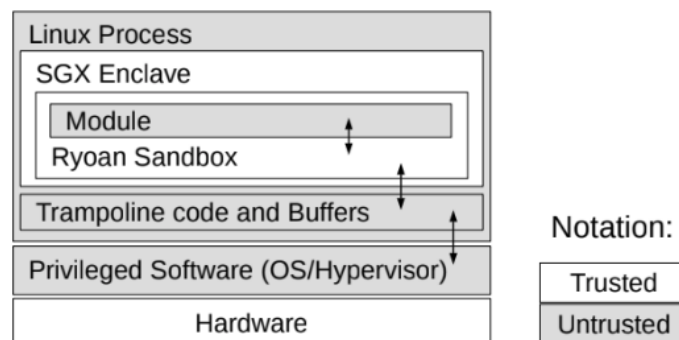 Linux Process
SGX Enclave
Module
Ryoan Sandbox
Trampoline code and Buffers
Privileged Software (OS/Hypervisor)
Hardware
Notation:
Trusted
Untrusted